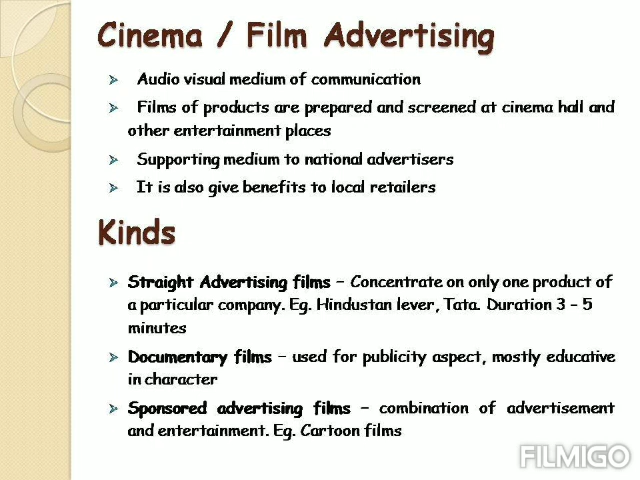 Cinema / Film Advertising
Audio visual medium of communication
Films of products are prepared and screened at cinema hall and
other entertainment places
Supporting medium to national advertisers
It is also give benefits to local retailers
Kinds
Straight Advertising films – Concentrate on only one product of
a particular company. Eg. Hindustan lever, Tata. Duration 3 – 5
minutes
Documentary films – used for publicity aspect, mostly educative
in character
Sponsored advertising films – combination of advertisement
and entertainment. Eg. Cartoon films
FILMIGO